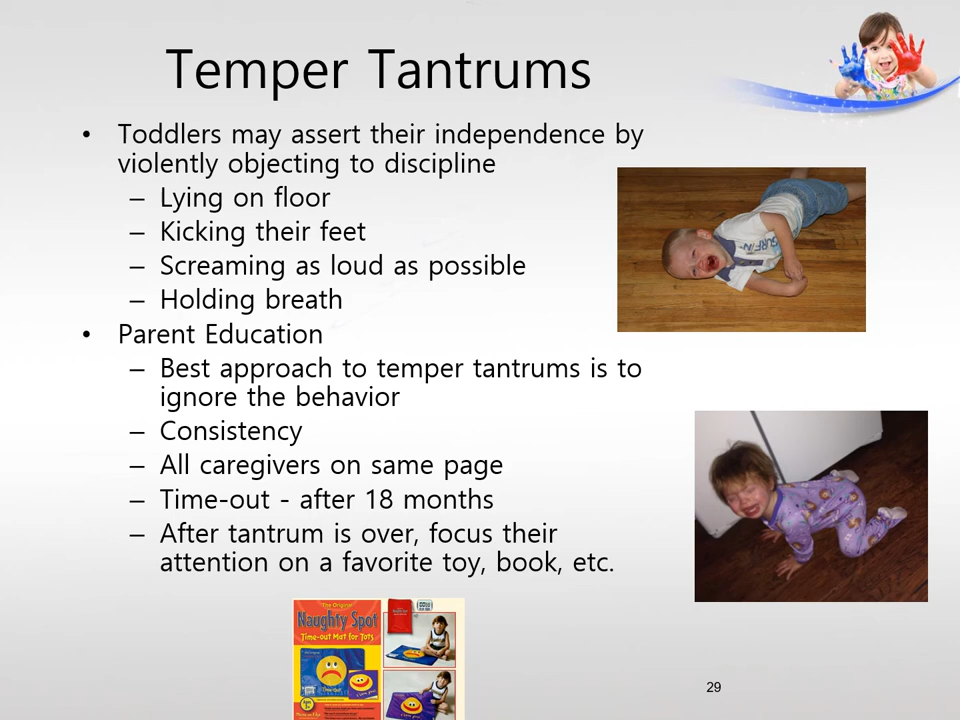 Temper Tantrums
• Toddlers may assert their independence by
violently objecting to discipline
– Lying on floor
– Kicking their feet
– Screaming as loud as possible
– Holding breath
• Parent Education
– Best approach to temper tantrums is to
ignore the behavior
– Consistency
– All caregivers on same page
– Time-out - after 18 months
– After tantrum is over, focus their
attention on a favorite toy, book, etc.
SURFIN
The Original
Naughty Spot
Time-out Mat for Tots
29